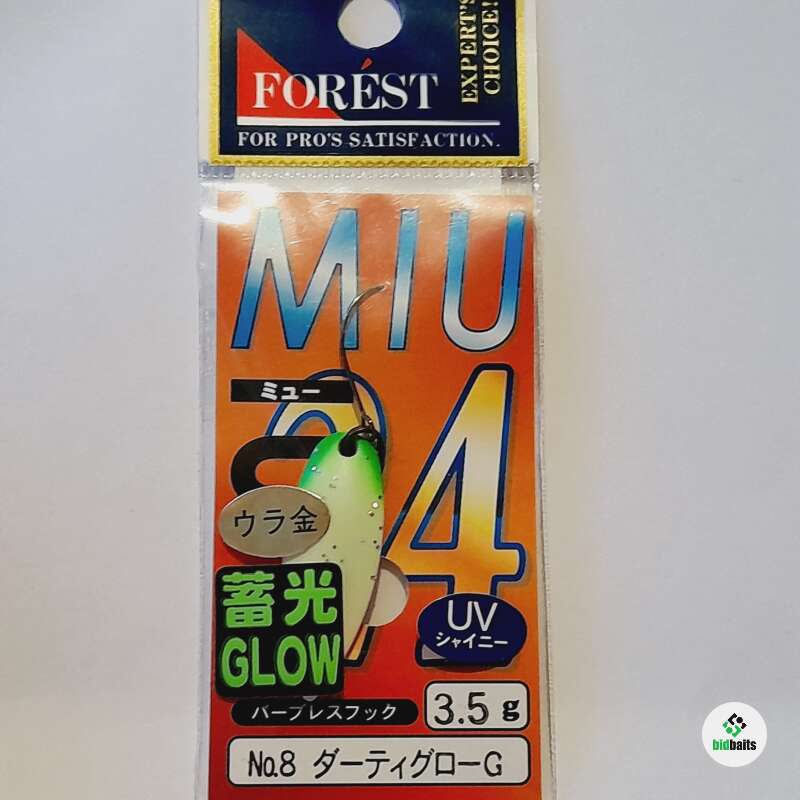 FORÉST
FOR PRO'S SATISFACTION.
EXPERT'S
CHOICE!
MIU
ミュー
4
ウラ金
蓄光
GLOW
UV
シャイニー
バーブレスフック
3.5g
No.8 ダーティグローG
bidbaits